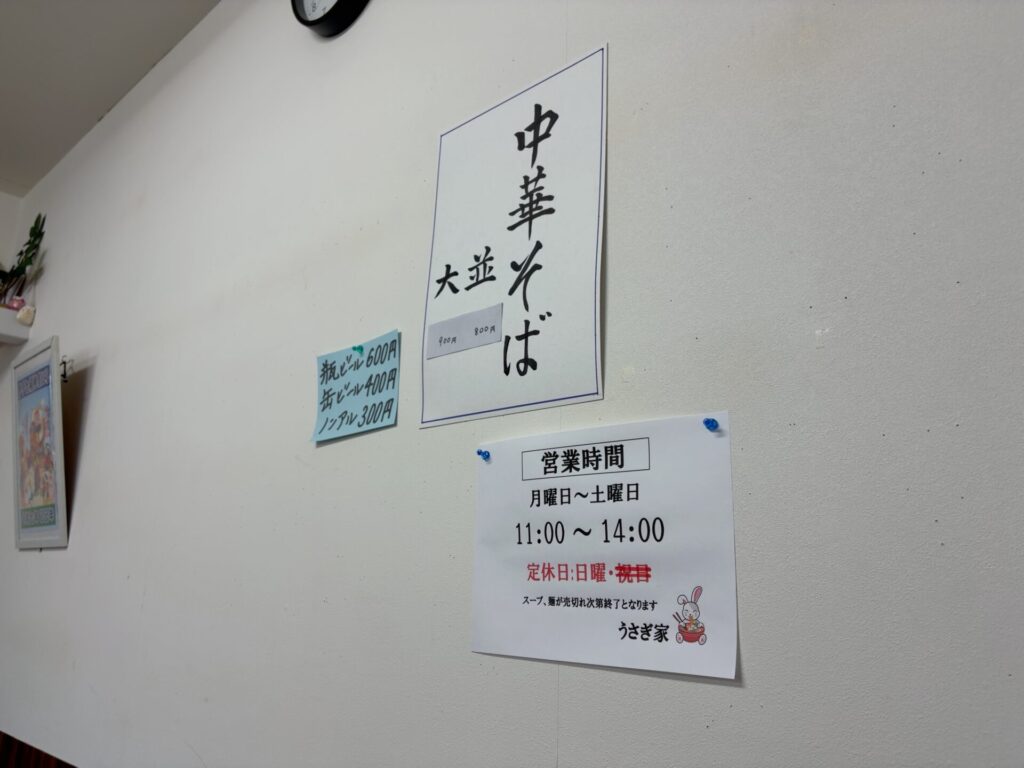 中華そば
並
大
800円
900円
瓶ビール600円
缶ビール400円
ノンアル300円
営業時間
月曜日〜土曜日
11:00 〜 14:00
定休日:日曜・祝日
スープ、麺が売切れ次第終了となります
うさぎ家